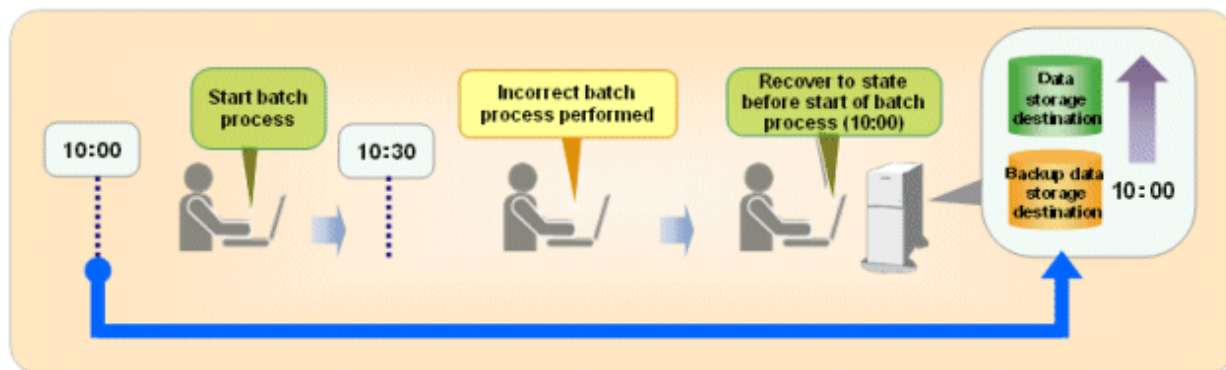 10:00
Start batch
process
10:30
Incorrect batch
process performed
Recover to state
before start of batch
process (10:00)
Data
storage
destination
Backup data
storage
destination
10:00